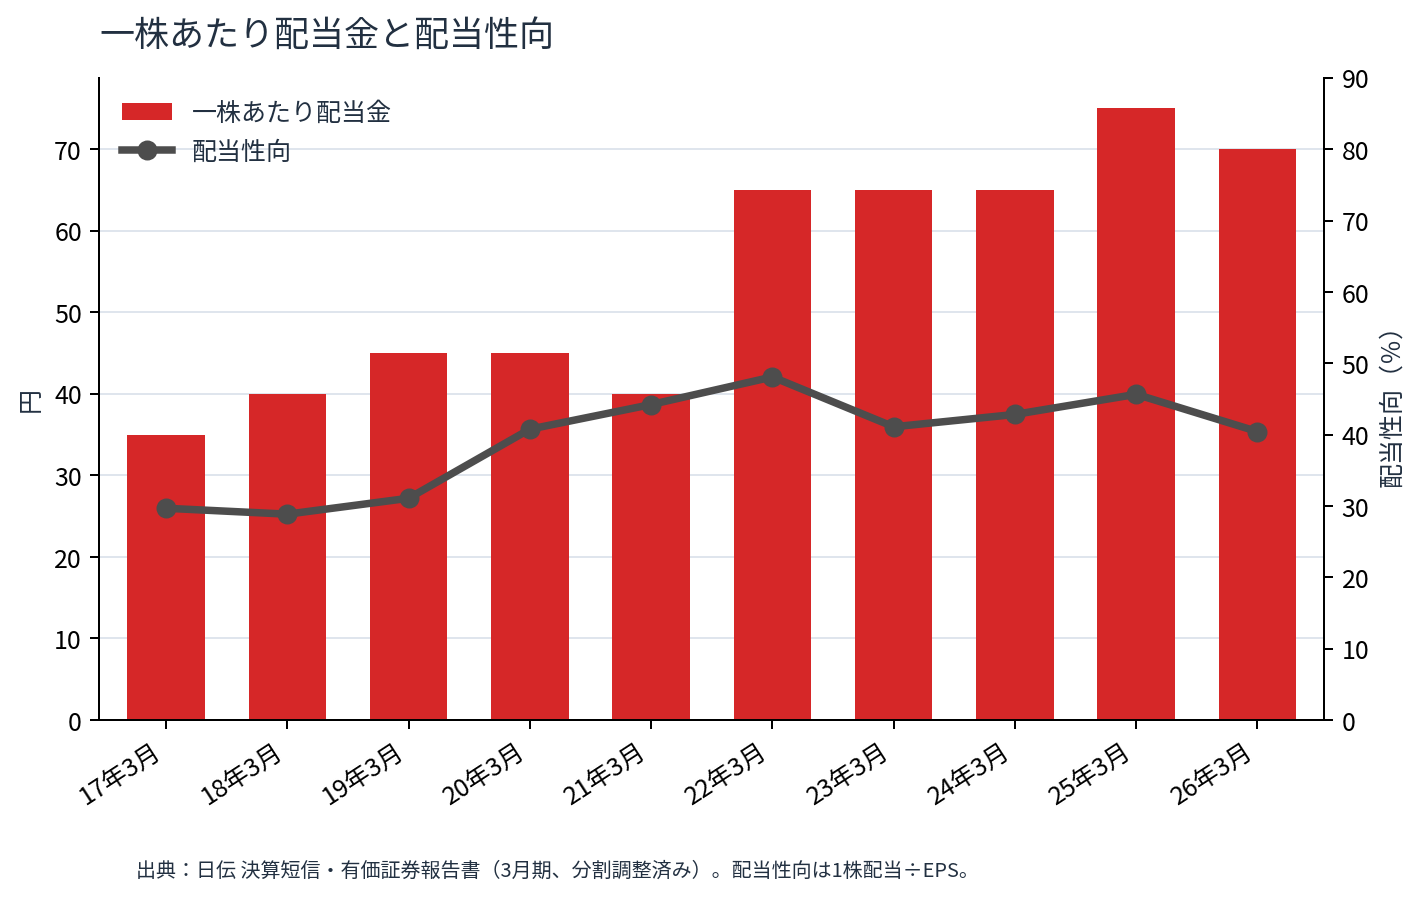 一株あたり配当金と配当性向
一株あたり配当金
配当性向
円
70
60
50
40
30
20
10
0
90
80
70
60
50
40
30
20
10
0
配当性向（%）
17年3月
18年3月
19年3月
20年3月
21年3月
22年3月
23年3月
24年3月
25年3月
26年3月
出典：日伝 決算短信・有価証券報告書（3月期、分割調整済み）。配当性向は1株配当÷EPS。